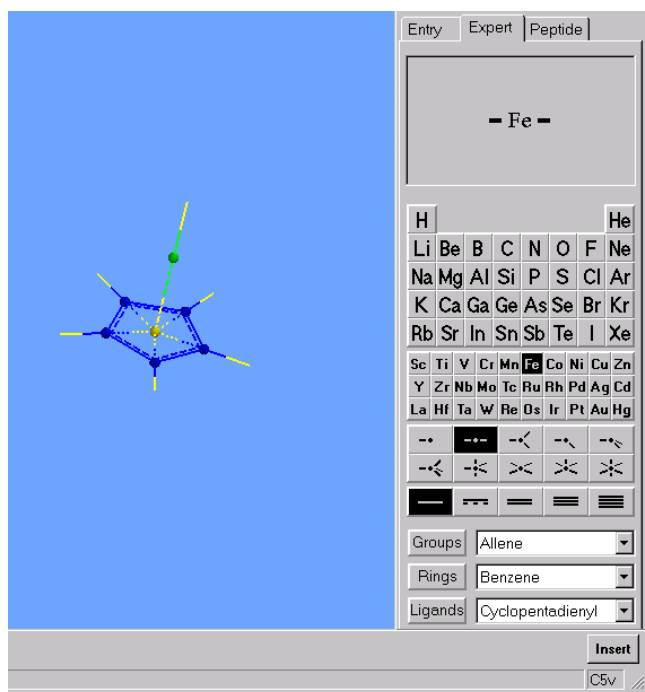 Entry Expert Peptide
Fe
H He
Li Be B C N O F Ne
Na Mg Al Si P S Cl Ar
K Ca Ga Ge As Se Br Kr
Rb Sr In Sn Sb Te I Xe
Sc Ti V Cr Mn Fe Co Ni Cu Zn
Y Zr Nb Mo Tc Ru Rh Pd Ag Cd
La Hf Ta W Re Os Ir Pt Au Hg
Groups Allene
Rings Benzene
Ligands Cyclopentadienyl
Insert
C5v